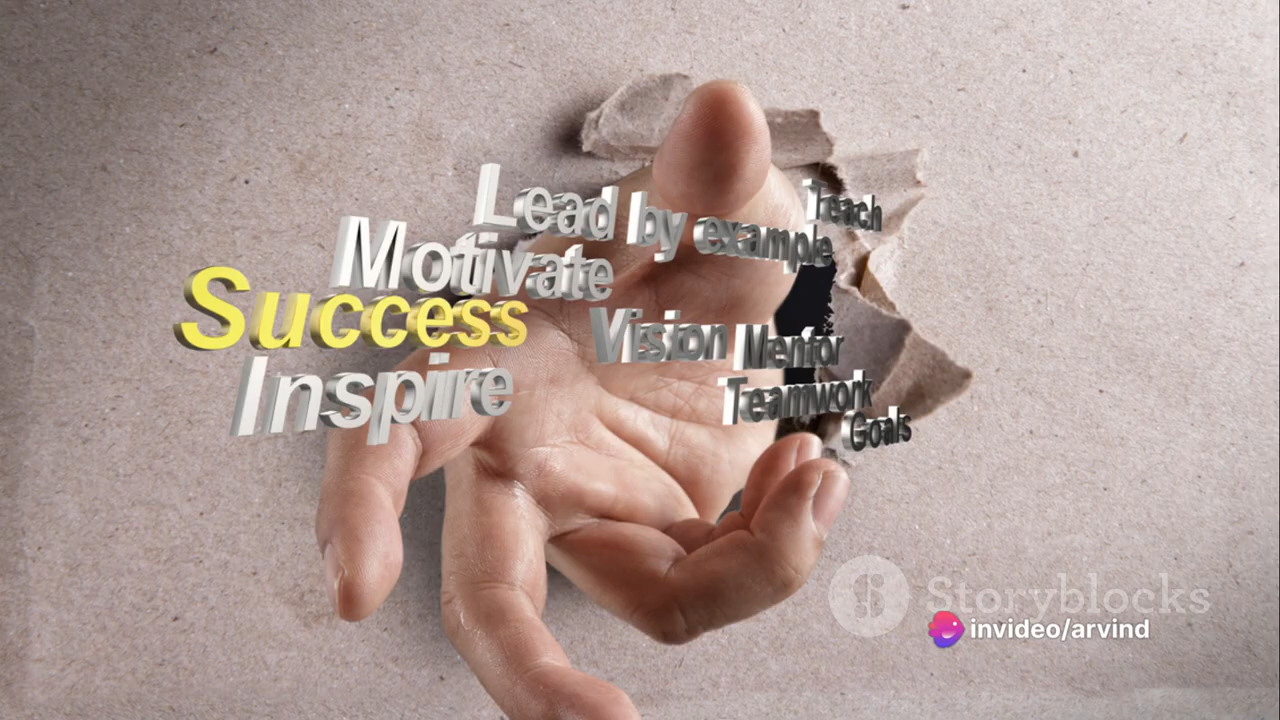 Teach
Lead by example
Motivate
Success
Vision Mentor
Inspire
Teamwork
Goals
Storyblocks
invideo/arvind